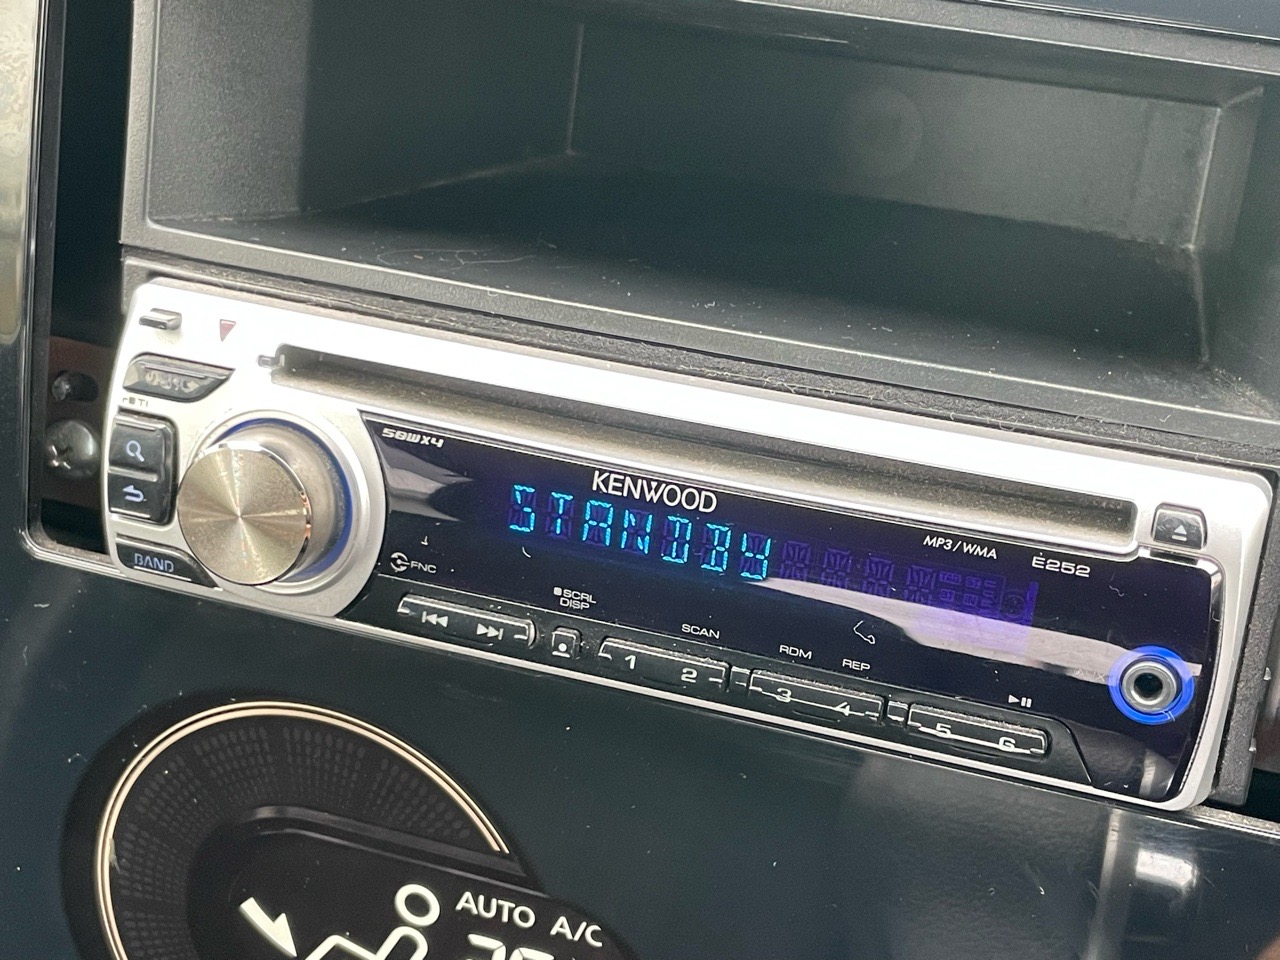 50WX4
KENWOOD
STANDBY
MP3/WMA
E252
BAND
FNC
SCRL
DISP
SCAN
RDM
REP
1
2
3
4
5
6
AUTO A/C